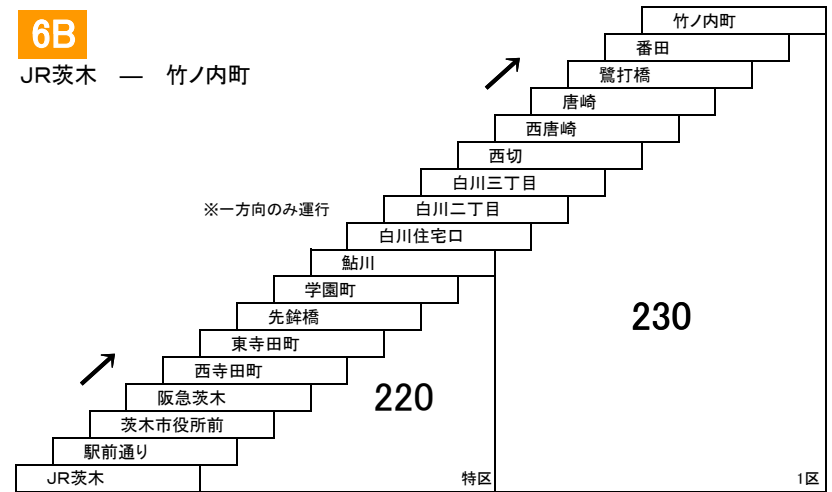 6B
JR茨木 ― 竹ノ内町
竹ノ内町
番田
鷺打橋
唐崎
西唐崎
西切
白川三丁目
※一方向のみ運行
白川二丁目
白川住宅口
鮎川
学園町
先鉾橋
東寺田町
西寺田町
阪急茨木
茨木市役所前
駅前通り
JR茨木
220
特区
230
1区